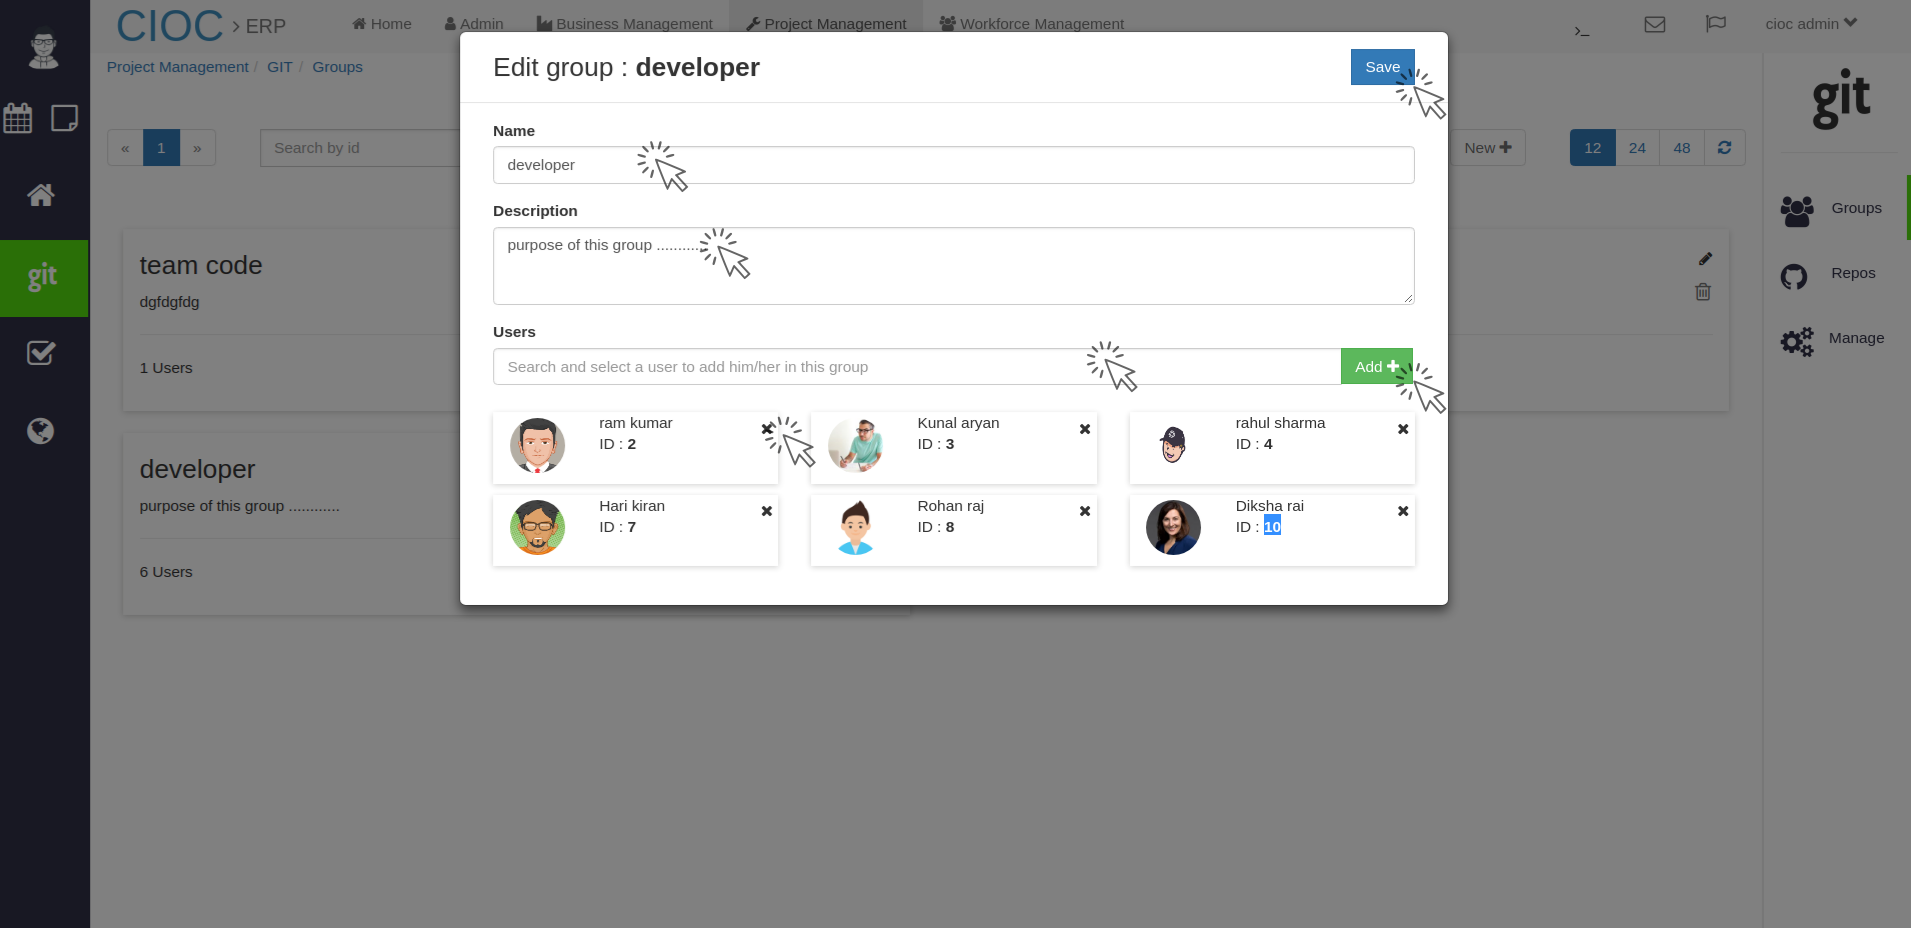 CIOC > ERP
Home
Admin
Business Management
Project Management
Workforce Management
>_
cioc admin
Project Management / GIT / Groups
« 1 »
Search by id
New
12 24 48
team code
dgfdgfdg
1 Users
developer
purpose of this group ............
6 Users
git
Edit group : developer
Save
Name
developer
Description
purpose of this group ............
Users
Search and select a user to add him/her in this group
Add
ram kumar
ID : 2
Kunal aryan
ID : 3
rahul sharma
ID : 4
Hari kiran
ID : 7
Rohan raj
ID : 8
Diksha rai
ID : 10
git
Groups
Repos
Manage